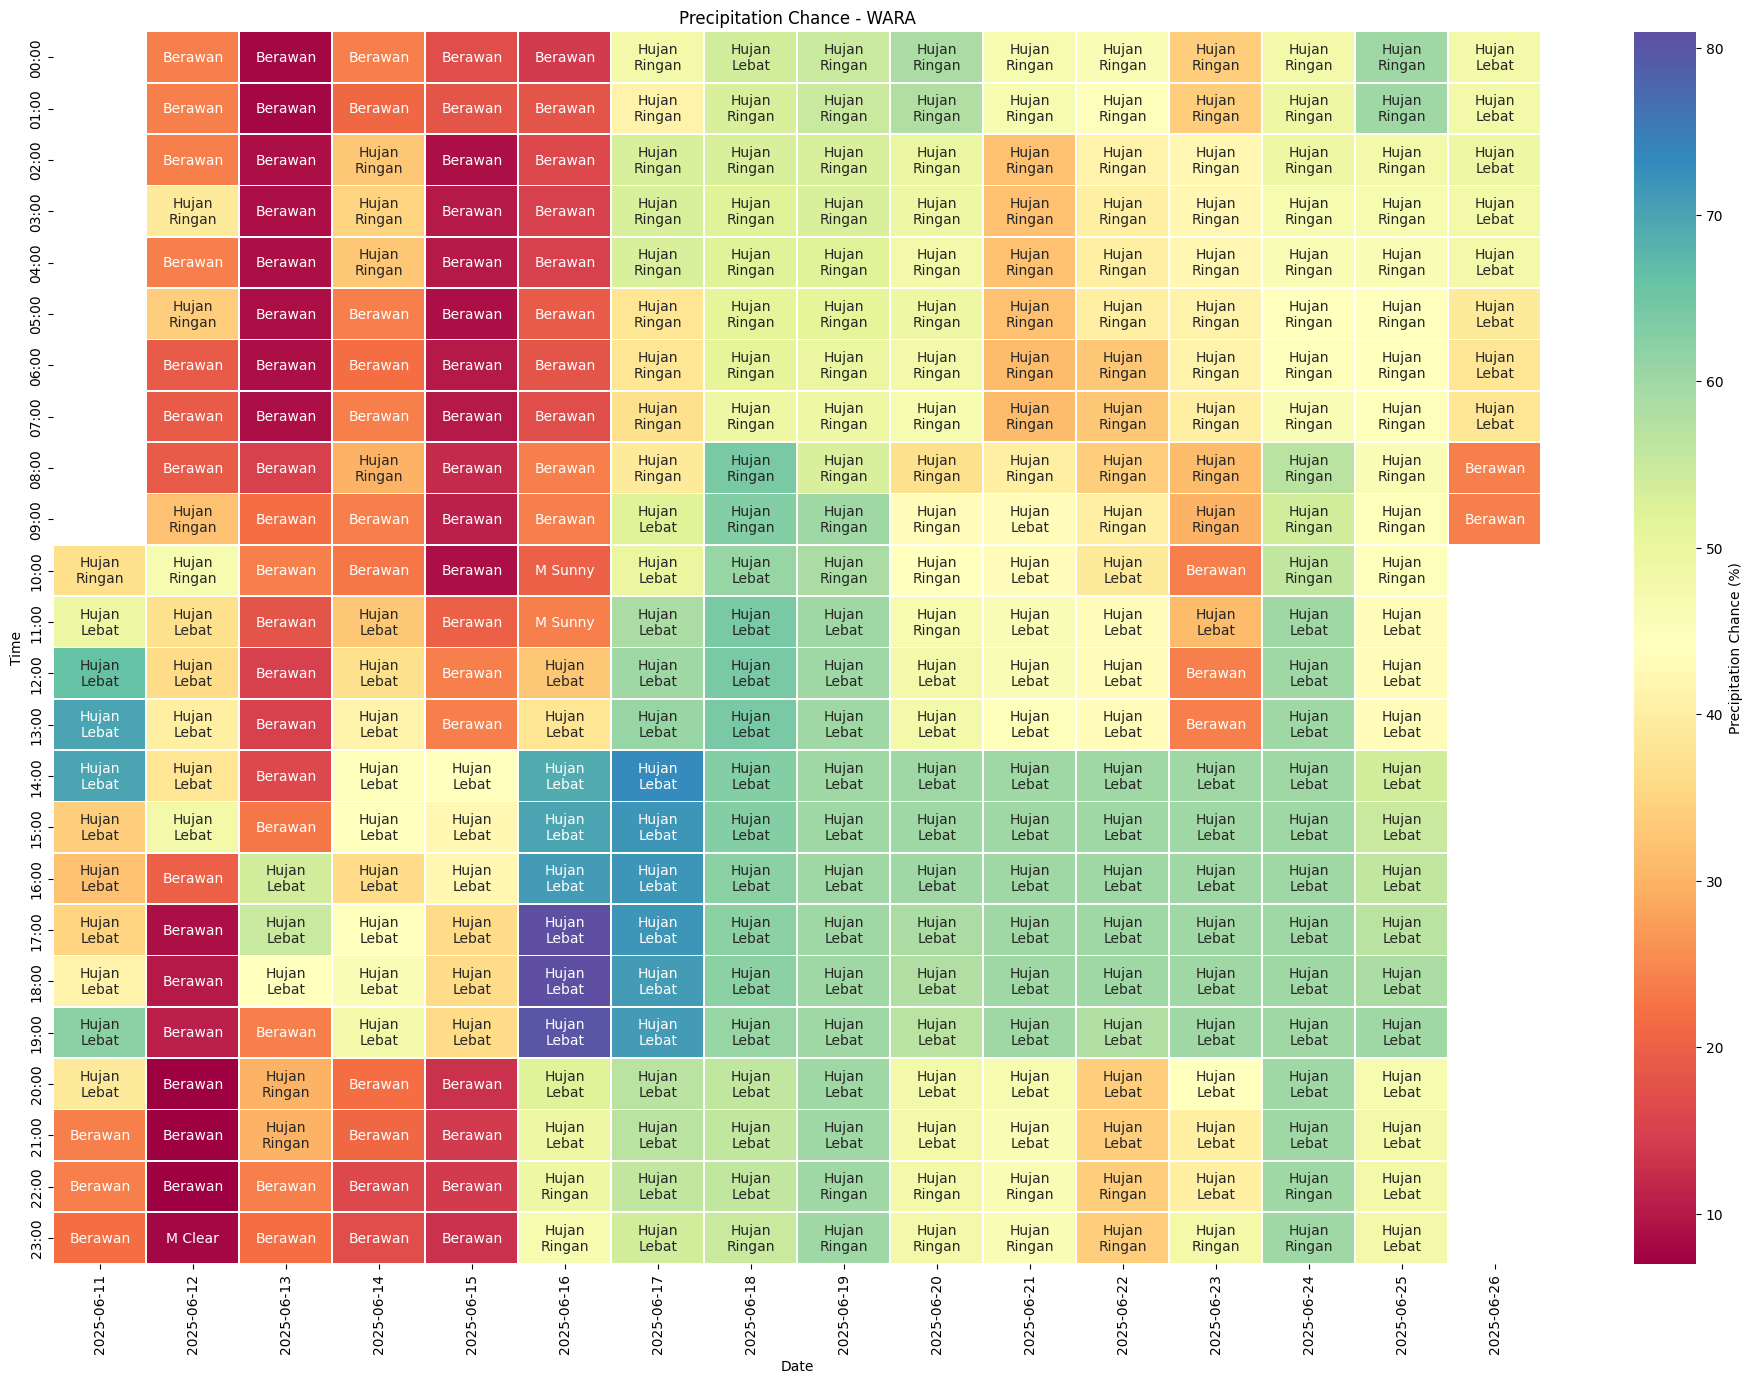 Precipitation Chance - WARA
00:00 Berawan Berawan Berawan Berawan Berawan Hujan Ringan Hujan Lebat Hujan Ringan Hujan Ringan Hujan Ringan Hujan Ringan Hujan Ringan Hujan Ringan Hujan Ringan Hujan Lebat
01:00 Berawan Berawan Berawan Berawan Berawan Hujan Ringan Hujan Ringan Hujan Ringan Hujan Ringan Hujan Ringan Hujan Ringan Hujan Ringan Hujan Ringan Hujan Ringan Hujan Lebat
02:00 Berawan Berawan Hujan Ringan Berawan Berawan Hujan Ringan Hujan Ringan Hujan Ringan Hujan Ringan Hujan Ringan Hujan Ringan Hujan Ringan Hujan Ringan Hujan Ringan Hujan Lebat
03:00 Hujan Ringan Berawan Hujan Ringan Berawan Berawan Hujan Ringan Hujan Ringan Hujan Ringan Hujan Ringan Hujan Ringan Hujan Ringan Hujan Ringan Hujan Ringan Hujan Ringan Hujan Lebat
04:00 Berawan Berawan Hujan Ringan Berawan Berawan Hujan Ringan Hujan Ringan Hujan Ringan Hujan Ringan Hujan Ringan Hujan Ringan Hujan Ringan Hujan Ringan Hujan Ringan Hujan Lebat
05:00 Hujan Ringan Berawan Berawan Berawan Berawan Hujan Ringan Hujan Ringan Hujan Ringan Hujan Ringan Hujan Ringan Hujan Ringan Hujan Ringan Hujan Ringan Hujan Ringan Hujan Lebat
06:00 Berawan Berawan Berawan Berawan Berawan Hujan Ringan Hujan Ringan Hujan Ringan Hujan Ringan Hujan Ringan Hujan Ringan Hujan Ringan Hujan Ringan Hujan Ringan Hujan Lebat
07:00 Berawan Berawan Berawan Berawan Berawan Hujan Ringan Hujan Ringan Hujan Ringan Hujan Ringan Hujan Ringan Hujan Ringan Hujan Ringan Hujan Ringan Hujan Ringan Hujan Lebat
08:00 Berawan Berawan Hujan Ringan Berawan Berawan Hujan Ringan Hujan Ringan Hujan Ringan Hujan Ringan Hujan Ringan Hujan Ringan Hujan Ringan Hujan Ringan Hujan Ringan Berawan
09:00 Hujan Ringan Berawan Berawan Berawan Berawan Hujan Lebat Hujan Ringan Hujan Ringan Hujan Ringan Hujan Lebat Hujan Ringan Hujan Ringan Hujan Ringan Hujan Ringan Berawan
10:00 Hujan Ringan Hujan Ringan Berawan Berawan Berawan M Sunny Hujan Lebat Hujan Lebat Hujan Ringan Hujan Ringan Hujan Lebat Hujan Lebat Berawan Hujan Ringan Hujan Ringan
11:00 Hujan Lebat Hujan Lebat Berawan Hujan Lebat Berawan M Sunny Hujan Lebat Hujan Lebat Hujan Lebat Hujan Ringan Hujan Lebat Hujan Lebat Hujan Lebat Hujan Lebat Hujan Lebat
12:00 Hujan Lebat Hujan Lebat Berawan Hujan Lebat Berawan Hujan Lebat Hujan Lebat Hujan Lebat Hujan Lebat Hujan Lebat Hujan Lebat Hujan Lebat Berawan Hujan Lebat Hujan Lebat
13:00 Hujan Lebat Hujan Lebat Berawan Hujan Lebat Berawan Hujan Lebat Hujan Lebat Hujan Lebat Hujan Lebat Hujan Lebat Hujan Lebat Hujan Lebat Berawan Hujan Lebat Hujan Lebat
14:00 Hujan Lebat Hujan Lebat Berawan Hujan Lebat Hujan Lebat Hujan Lebat Hujan Lebat Hujan Lebat Hujan Lebat Hujan Lebat Hujan Lebat Hujan Lebat Hujan Lebat Hujan Lebat Hujan Lebat
15:00 Hujan Lebat Hujan Lebat Berawan Hujan Lebat Hujan Lebat Hujan Lebat Hujan Lebat Hujan Lebat Hujan Lebat Hujan Lebat Hujan Lebat Hujan Lebat Hujan Lebat Hujan Lebat Hujan Lebat
16:00 Hujan Lebat Berawan Hujan Lebat Hujan Lebat Hujan Lebat Hujan Lebat Hujan Lebat Hujan Lebat Hujan Lebat Hujan Lebat Hujan Lebat Hujan Lebat Hujan Lebat Hujan Lebat Hujan Lebat
17:00 Hujan Lebat Berawan Hujan Lebat Hujan Lebat Hujan Lebat Hujan Lebat Hujan Lebat Hujan Lebat Hujan Lebat Hujan Lebat Hujan Lebat Hujan Lebat Hujan Lebat Hujan Lebat Hujan Lebat
18:00 Hujan Lebat Berawan Hujan Lebat Hujan Lebat Hujan Lebat Hujan Lebat Hujan Lebat Hujan Lebat Hujan Lebat Hujan Lebat Hujan Lebat Hujan Lebat Hujan Lebat Hujan Lebat Hujan Lebat
19:00 Hujan Lebat Berawan Berawan Hujan Lebat Hujan Lebat Hujan Lebat Hujan Lebat Hujan Lebat Hujan Lebat Hujan Lebat Hujan Lebat Hujan Lebat Hujan Lebat Hujan Lebat Hujan Lebat
20:00 Hujan Lebat Berawan Hujan Ringan Berawan Berawan Hujan Lebat Hujan Lebat Hujan Lebat Hujan Lebat Hujan Lebat Hujan Lebat Hujan Lebat Hujan Lebat Hujan Lebat Hujan Lebat
21:00 Berawan Berawan Hujan Ringan Berawan Berawan Hujan Lebat Hujan Lebat Hujan Lebat Hujan Lebat Hujan Lebat Hujan Lebat Hujan Lebat Hujan Lebat Hujan Lebat Hujan Lebat
22:00 Berawan Berawan Berawan Berawan Berawan Hujan Ringan Hujan Lebat Hujan Lebat Hujan Ringan Hujan Ringan Hujan Ringan Hujan Ringan Hujan Lebat Hujan Ringan Hujan Lebat
23:00 Berawan M Clear Berawan Berawan Berawan Hujan Ringan Hujan Lebat Hujan Ringan Hujan Ringan Hujan Ringan Hujan Ringan Hujan Ringan Hujan Ringan Hujan Ringan Hujan Lebat
Time
2025-06-11 2025-06-12 2025-06-13 2025-06-14 2025-06-15 2025-06-16 2025-06-17 2025-06-18 2025-06-19 2025-06-20 2025-06-21 2025-06-22 2025-06-23 2025-06-24 2025-06-25 2025-06-26
Date
80
70
60
50
40
30
20
10
Precipitation Chance (%)